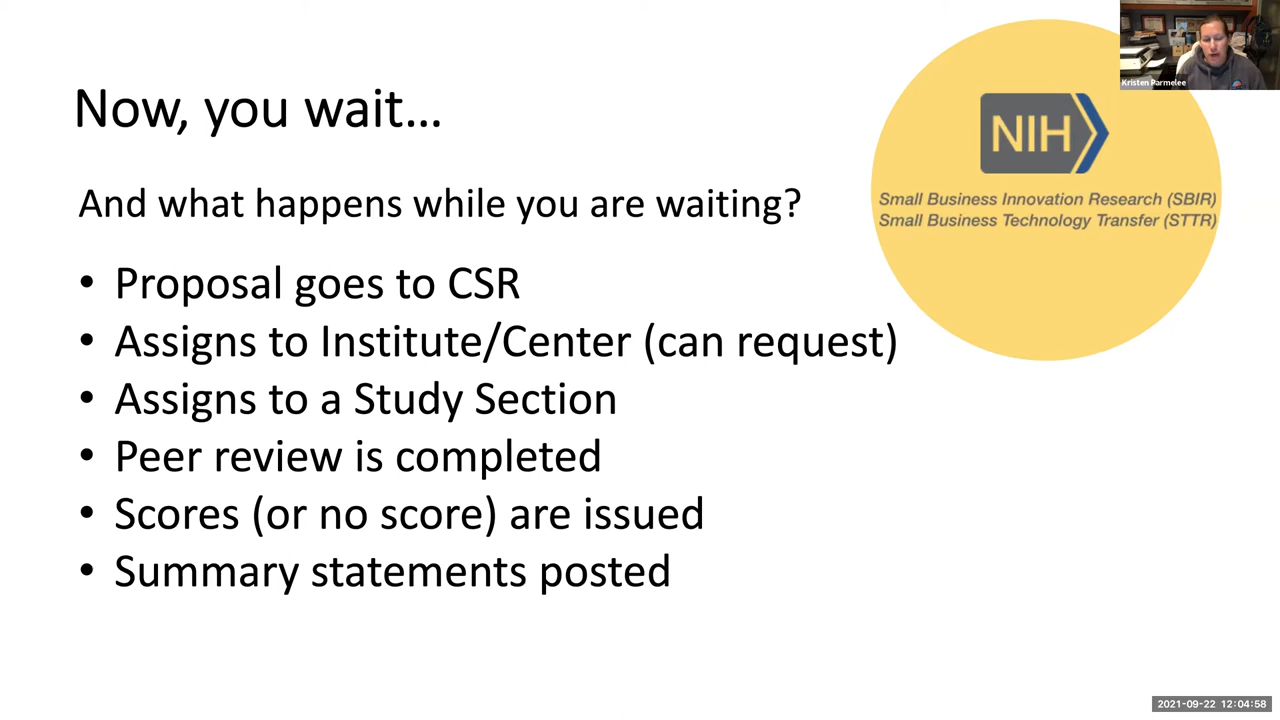 Now, you wait…
And what happens while you are waiting?
• Proposal goes to CSR
• Assigns to Institute/Center (can request)
• Assigns to a Study Section
• Peer review is completed
• Scores (or no score) are issued
• Summary statements posted
NIH
Small Business Innovation Research (SBIR)
Small Business Technology Transfer (STTR)
Kristen Parmelee
2021-09-22 12:04:58